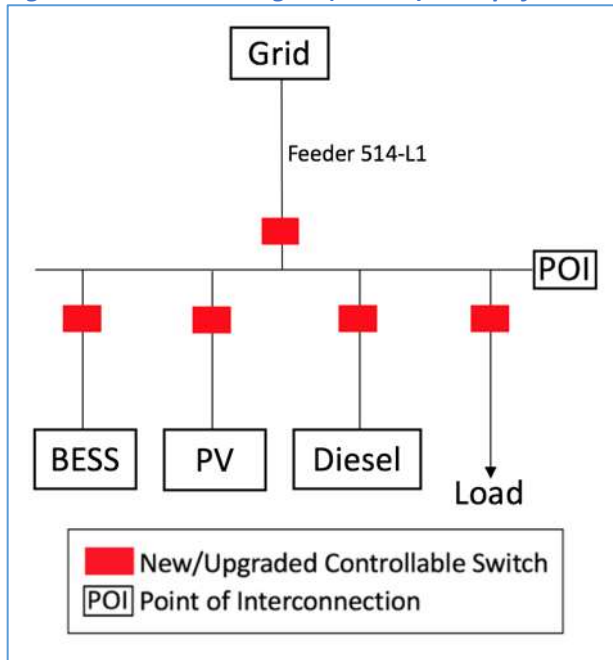 Grid
Feeder 514-L1
POI
BESS PV Diesel
Load
New/Upgraded Controllable Switch
POI Point of Interconnection